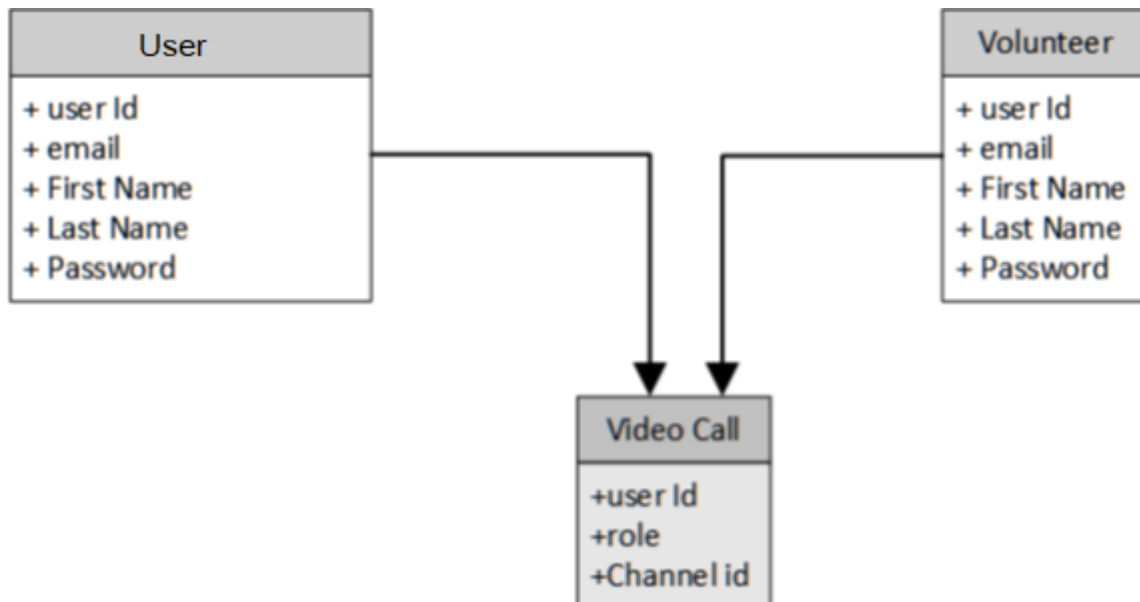 User
+ user Id
+ email
+ First Name
+ Last Name
+ Password
Volunteer
+ user Id
+ email
+ First Name
+ Last Name
+ Password
Video Call
+user Id
+role
+Channel id